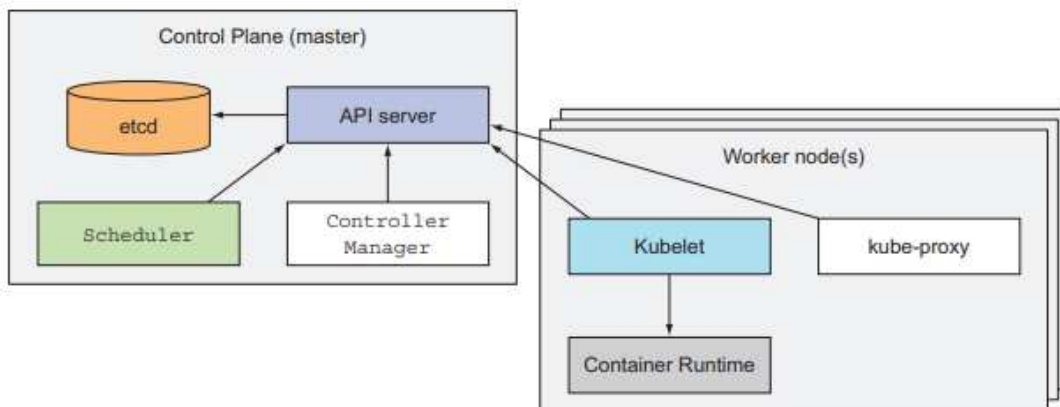 Control Plane (master)
etcd
API server
Scheduler
Controller
Manager
Worker node(s)
Kubelet
kube-proxy
Container Runtime